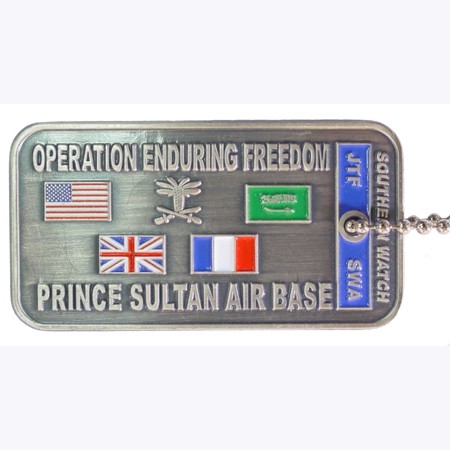 OPERATION ENDURING FREEDOM
PRINCE SULTAN AIR BASE
JTF SWA
SOUTHERN WATCH